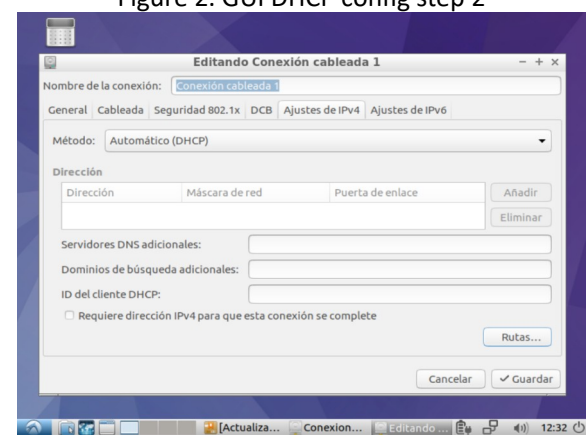 Figure 2: GUI DHCP config step 2
Editando Conexión cableada 1
Nombre de la conexión: Conexión cableada 1
General Cableada Seguridad 802.1x DCB Ajustes de IPv4 Ajustes de IPv6
Método: Automático (DHCP)
Dirección
Dirección Máscara de red Puerta de enlace Añadir
Eliminar
Servidores DNS adicionales:
Dominios de búsqueda adicionales:
ID del cliente DHCP:
Requiere dirección IPv4 para que esta conexión se complete
Rutas...
Cancelar Guardar
[Actualiza... Conexion... Editando ... 12:32